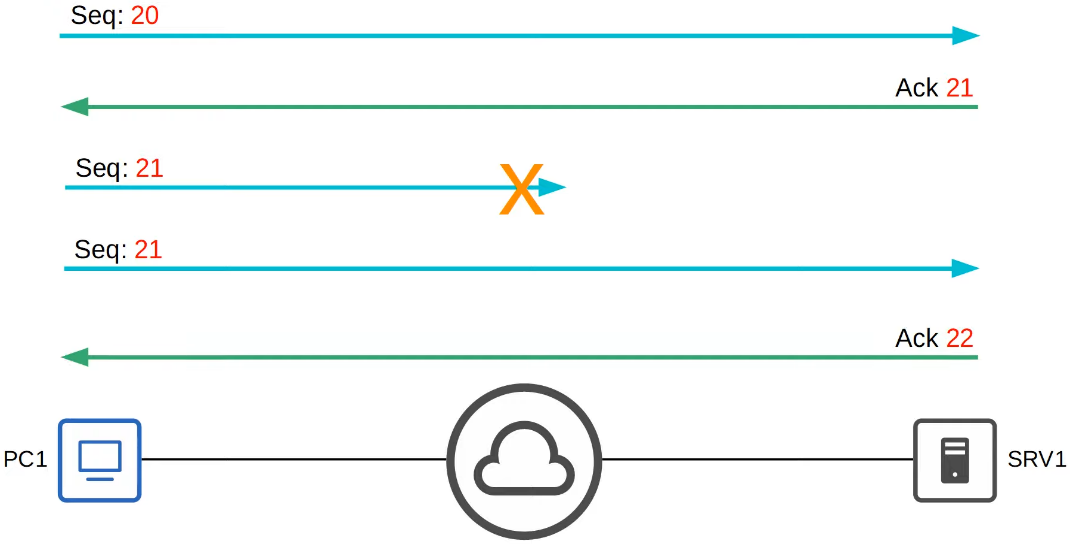 Seq: 20
Ack 21
Seq: 21
X
Seq: 21
Ack 22
PC1
SRV1